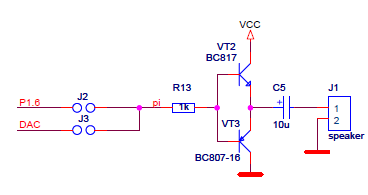 VCC
VT2
BC817
R13
1k
C5
+
10u
J1
1
2
speaker
P1.6
J2
pi
DAC
J3
VT3
BC807-16